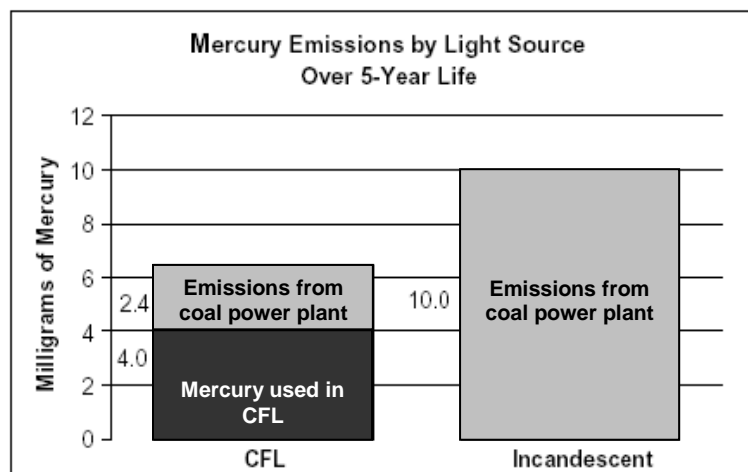 Mercury Emissions by Light Source
Over 5-Year Life
Milligrams of Mercury
12
10
8
6
4
2
0
2.4
4.0
Emissions from
coal power plant
Mercury used in
CFL
10.0
Emissions from
coal power plant
CFL
Incandescent